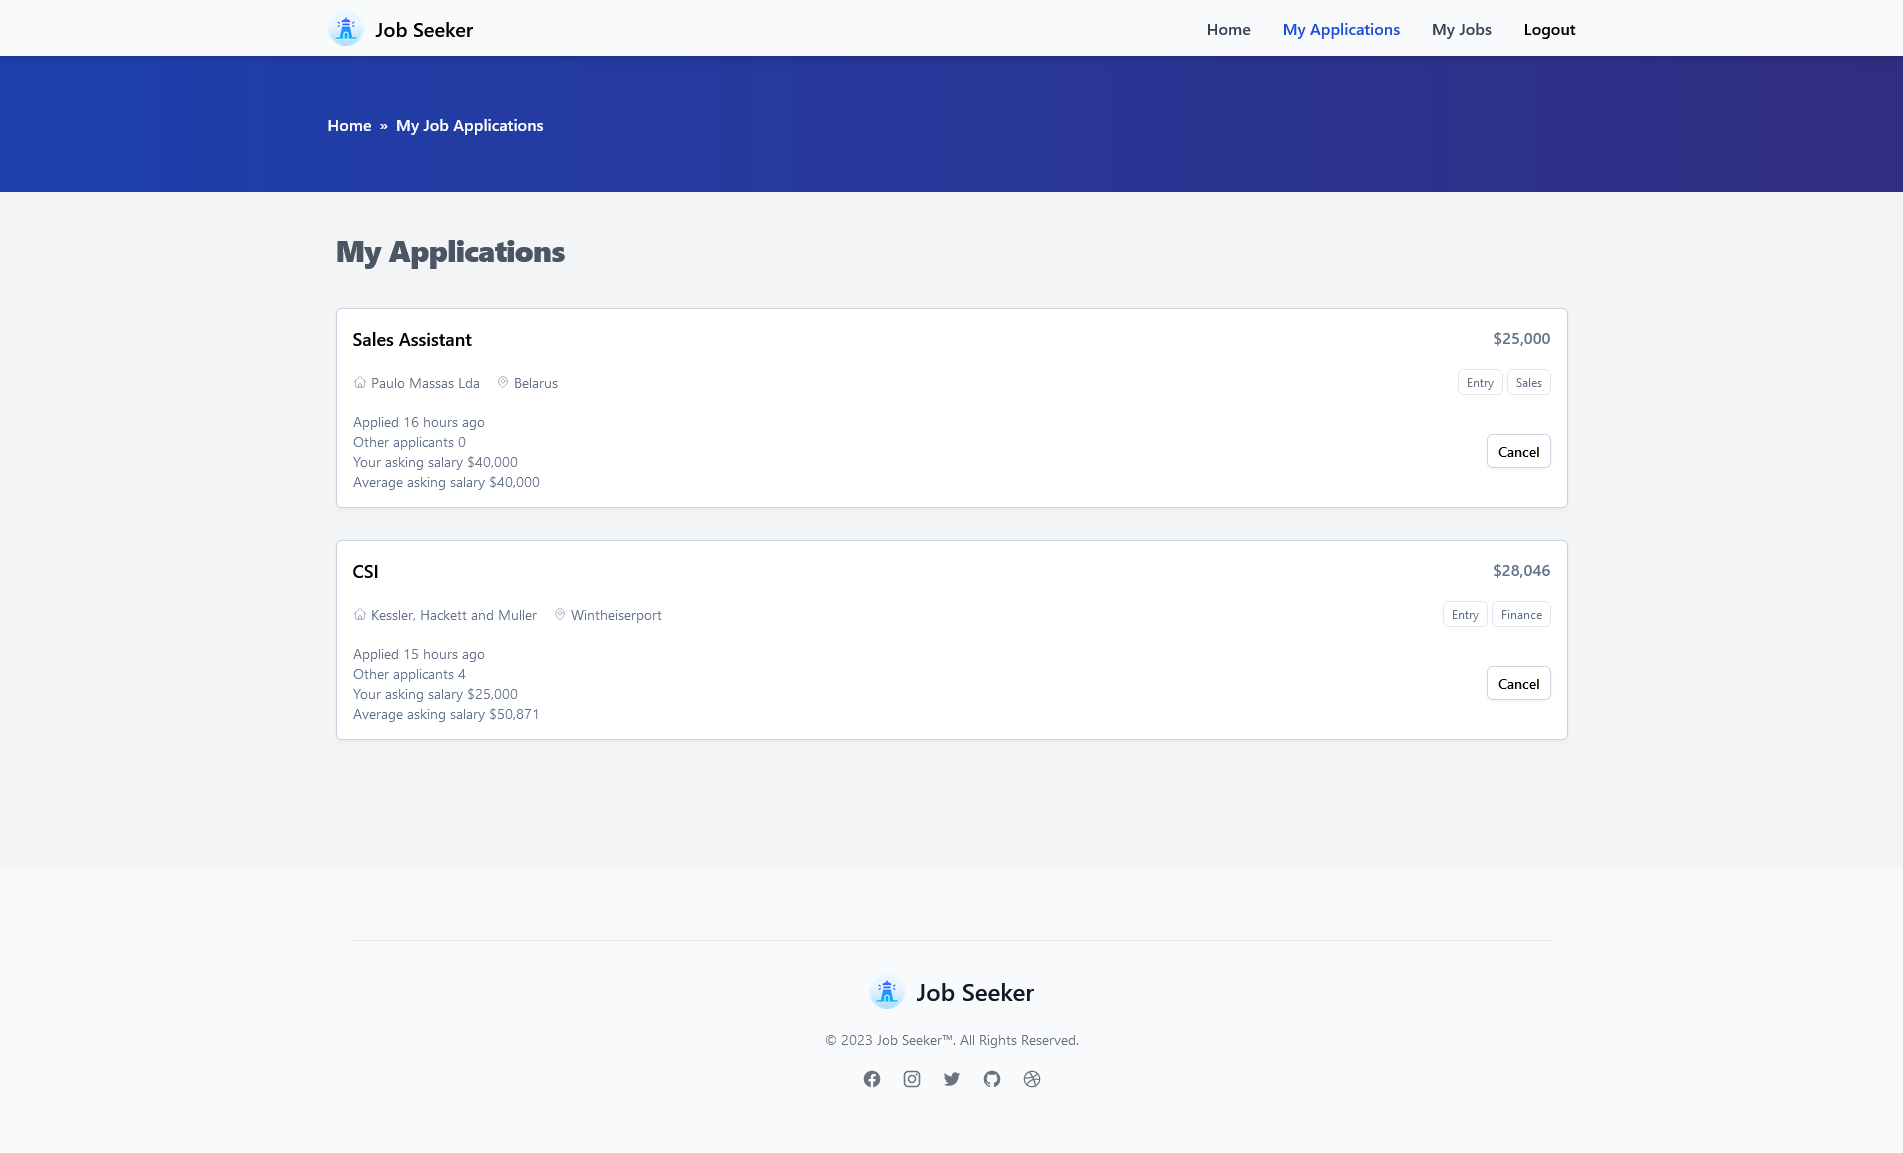 Job Seeker
Home My Applications My Jobs Logout
Home » My Job Applications
My Applications
Sales Assistant $25,000
Paulo Massas Lda Belarus Entry Sales
Applied 16 hours ago
Other applicants 0
Your asking salary $40,000
Average asking salary $40,000
Cancel
CSI $28,046
Kessler, Hackett and Muller Wintheiserport Entry Finance
Applied 15 hours ago
Other applicants 4
Your asking salary $25,000
Average asking salary $50,871
Cancel
Job Seeker
© 2023 Job Seeker™. All Rights Reserved.